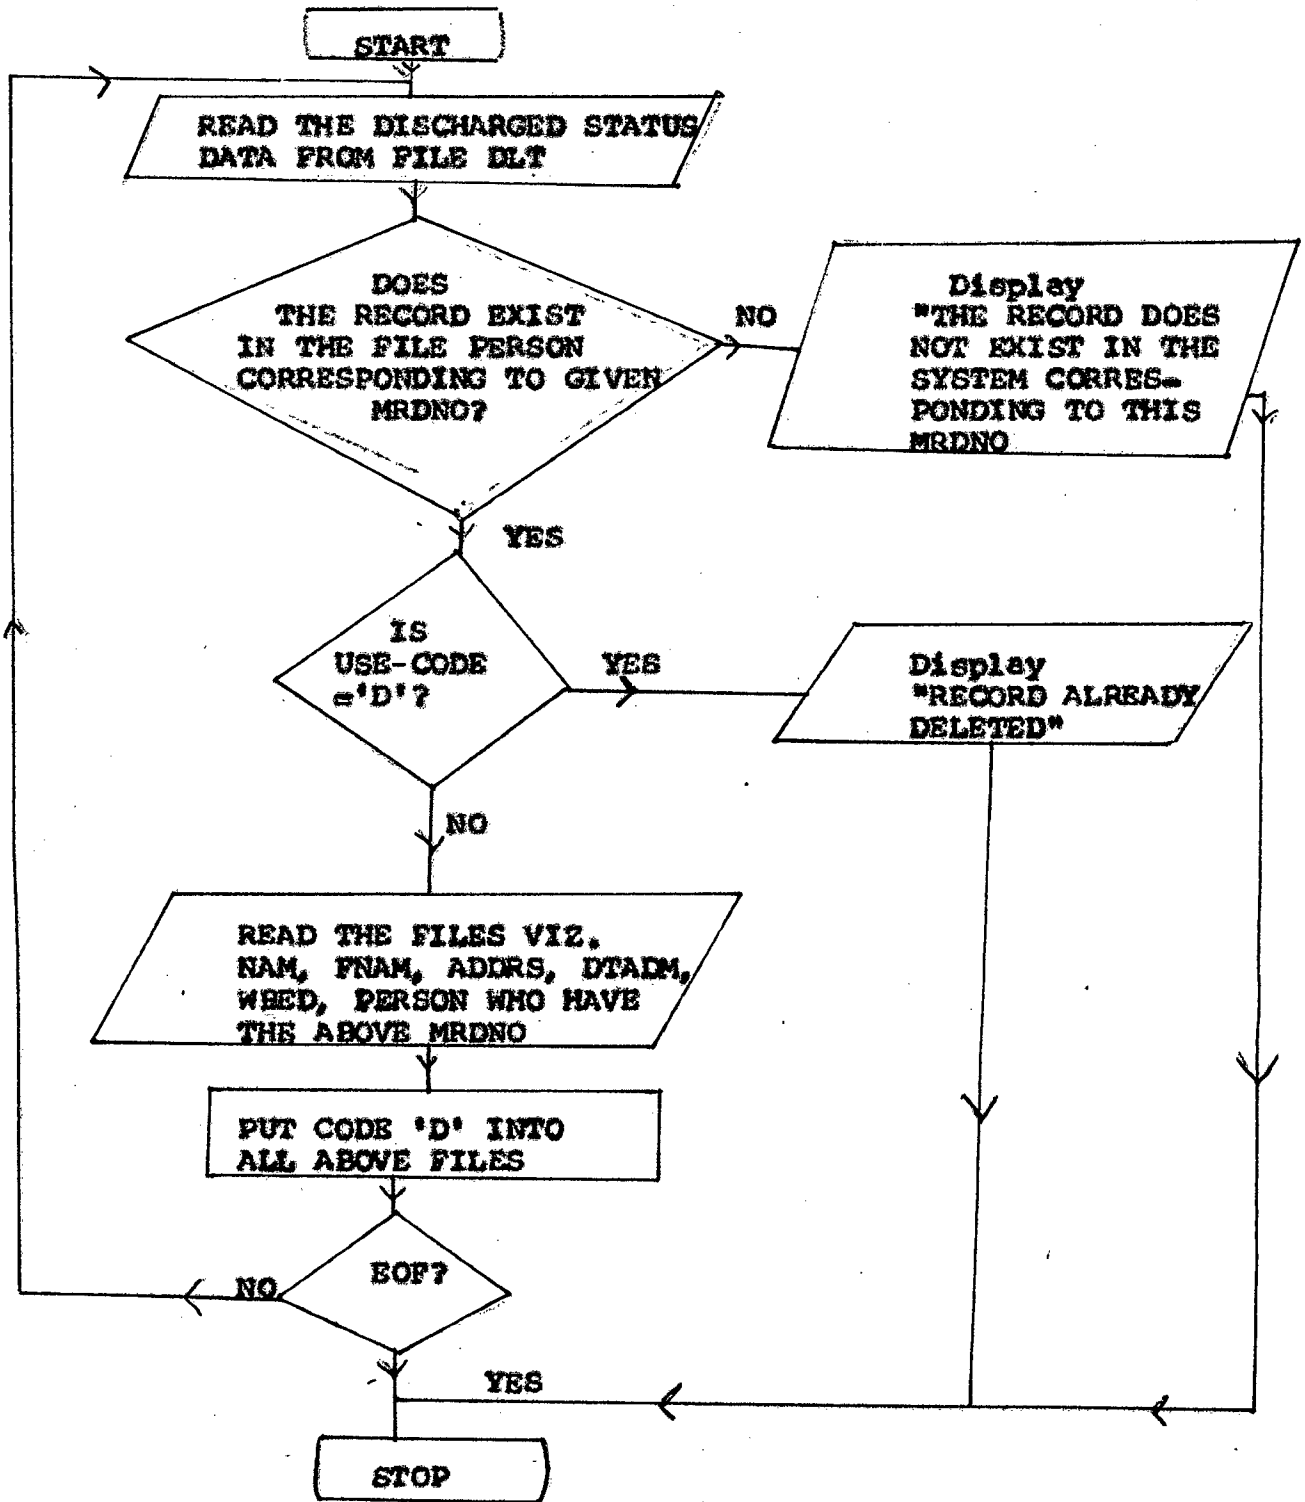 START
READ THE DISCHARGED STATUS
DATA FROM FILE DLT
DOES
THE RECORD EXIST
IN THE FILE PERSON
CORRESPONDING TO GIVEN
MRDNO?
NO
Display
"THE RECORD DOES
NOT EXIST IN THE
SYSTEM CORRES-
PONDING TO THIS
MRDNO
YES
IS
USE-CODE
='D'?
YES
Display
"RECORD ALREADY
DELETED"
NO
READ THE FILES VIZ.
NAM, FNAM, ADDRS, DTADM,
WBED, PERSON WHO HAVE
THE ABOVE MRDNO
PUT CODE 'D' INTO
ALL ABOVE FILES
EOF?
NO
YES
STOP